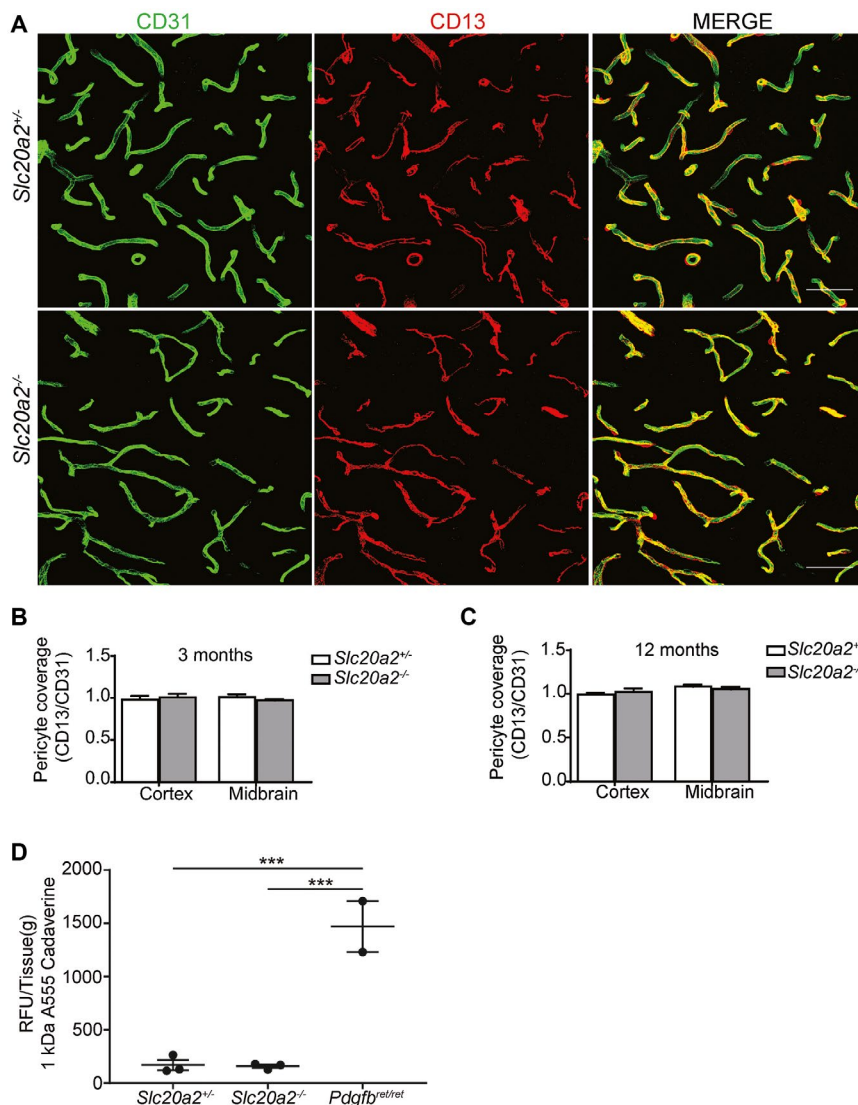 A
CD31 CD13 MERGE
Slc20a2+/-
Slc20a2-/-
B
Pericyte coverage
(CD13/CD31)
1.5
1.0
0.5
0.0
3 months
Slc20a2+/-
Slc20a2-/-
Cortex Midbrain
C
Pericyte coverage
(CD13/CD31)
1.5
1.0
0.5
0.0
12 months
Slc20a2+
Slc20a2-/
Cortex Midbrain
D
RFU/Tissue(g)
1 kDa A555 Cadaverine
2000
1500
1000
500
0
***
***
Slc20a2+/- Slc20a2-/- Pdgfbret/ret